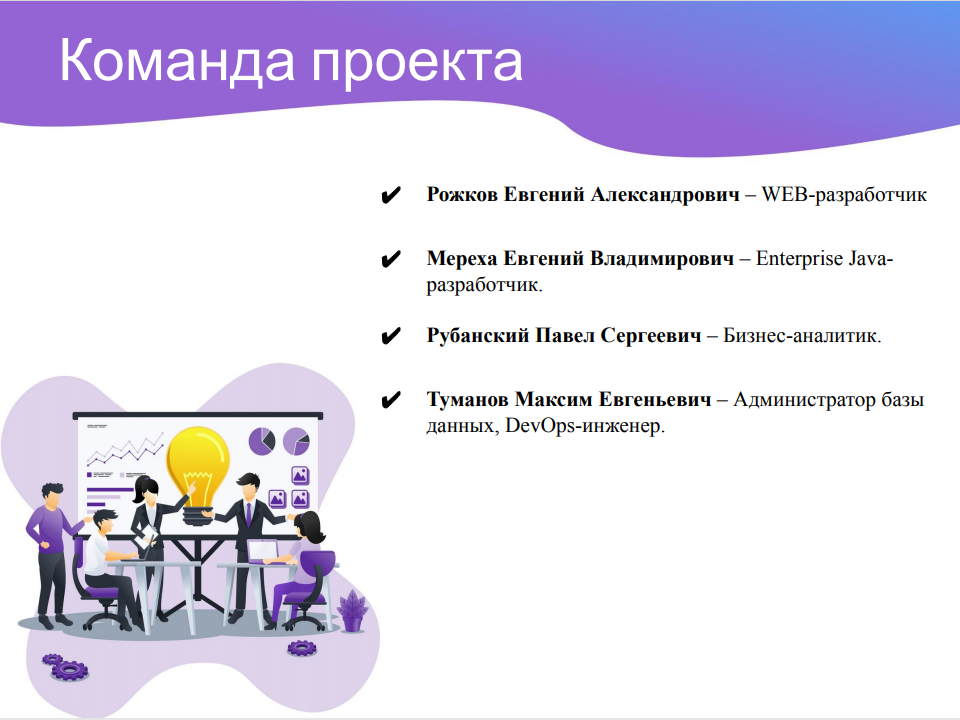 Команда проекта
✔ Рожков Евгений Александрович – WEB-разработчик
✔ Мереха Евгений Владимирович – Enterprise Java-
разработчик.
✔ Рубанский Павел Сергеевич – Бизнес-аналитик.
✔ Туманов Максим Евгеньевич – Администратор базы
данных, DevOps-инженер.